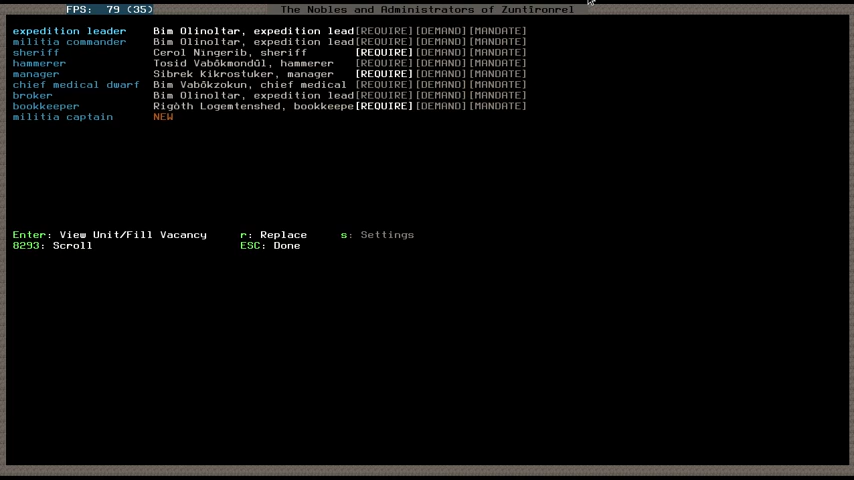 FPS: 79 (35) The Nobles and Administrators of ZuntIronrel
expedition leader Bim Olinoltar, expedition lead[REQUIRE][DEMAND][MANDATE]
militia commander Bim Olinoltar, expedition lead[REQUIRE][DEMAND][MANDATE]
sheriff Cerol Ningerib, sheriff [REQUIRE][DEMAND][MANDATE]
hammerer Tosid Vabôkmondûl, hammerer [REQUIRE][DEMAND][MANDATE]
manager Sibrek Kikrostuker, manager [REQUIRE][DEMAND][MANDATE]
chief medical dwarf Bim Vabôkzokun, chief medical [REQUIRE][DEMAND][MANDATE]
broker Bim Olinoltar, expedition lead[REQUIRE][DEMAND][MANDATE]
bookkeeper Rigòth Logemtenshed, bookkeepe[REQUIRE][DEMAND][MANDATE]
militia captain NEW
Enter: View Unit/Fill Vacancy r: Replace s: Settings
8293: Scroll ESC: Done